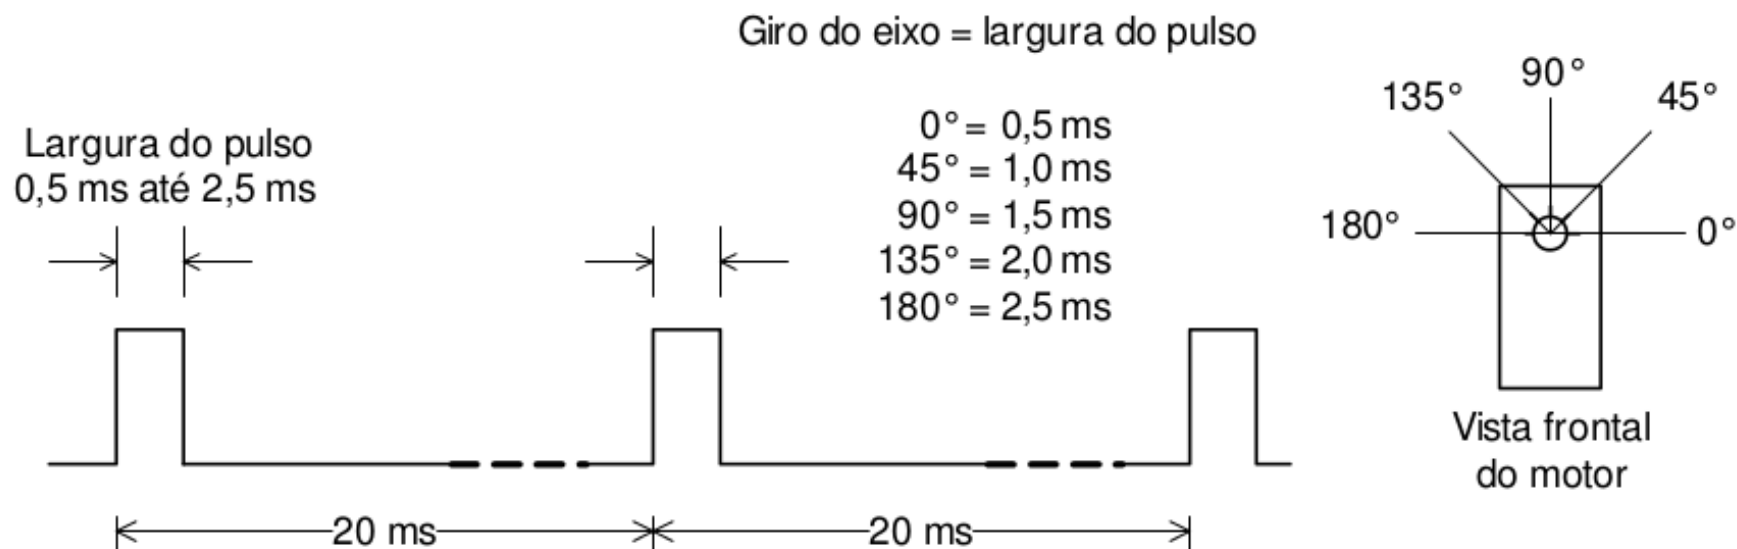 Giro do eixo = largura do pulso
Largura do pulso
0,5 ms até 2,5 ms
0° = 0,5 ms
45° = 1,0 ms
90° = 1,5 ms
135° = 2,0 ms
180° = 2,5 ms
90°
135°
45°
180°
0°
Vista frontal
do motor
20 ms
20 ms